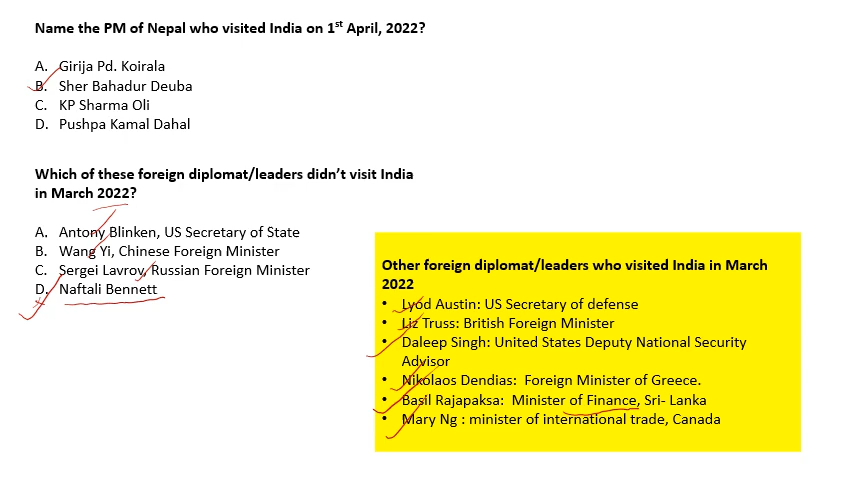 Name the PM of Nepal who visited India on 1st April, 2022?
A. Girija Pd. Koirala
B. Sher Bahadur Deuba
C. KP Sharma Oli
D. Pushpa Kamal Dahal
Which of these foreign diplomat/leaders didn't visit India
in March 2022?
A. Antony Blinken, US Secretary of State
B. Wang Yi, Chinese Foreign Minister
C. Sergei Lavrov, Russian Foreign Minister
D. Naftali Bennett
Other foreign diplomat/leaders who visited India in March
2022
• Lyod Austin: US Secretary of defense
• Liz Truss: British Foreign Minister
• Daleep Singh: United States Deputy National Security
Advisor
• Nikolaos Dendias: Foreign Minister of Greece.
• Basil Rajapaksa: Minister of Finance, Sri- Lanka
• Mary Ng : minister of international trade, Canada